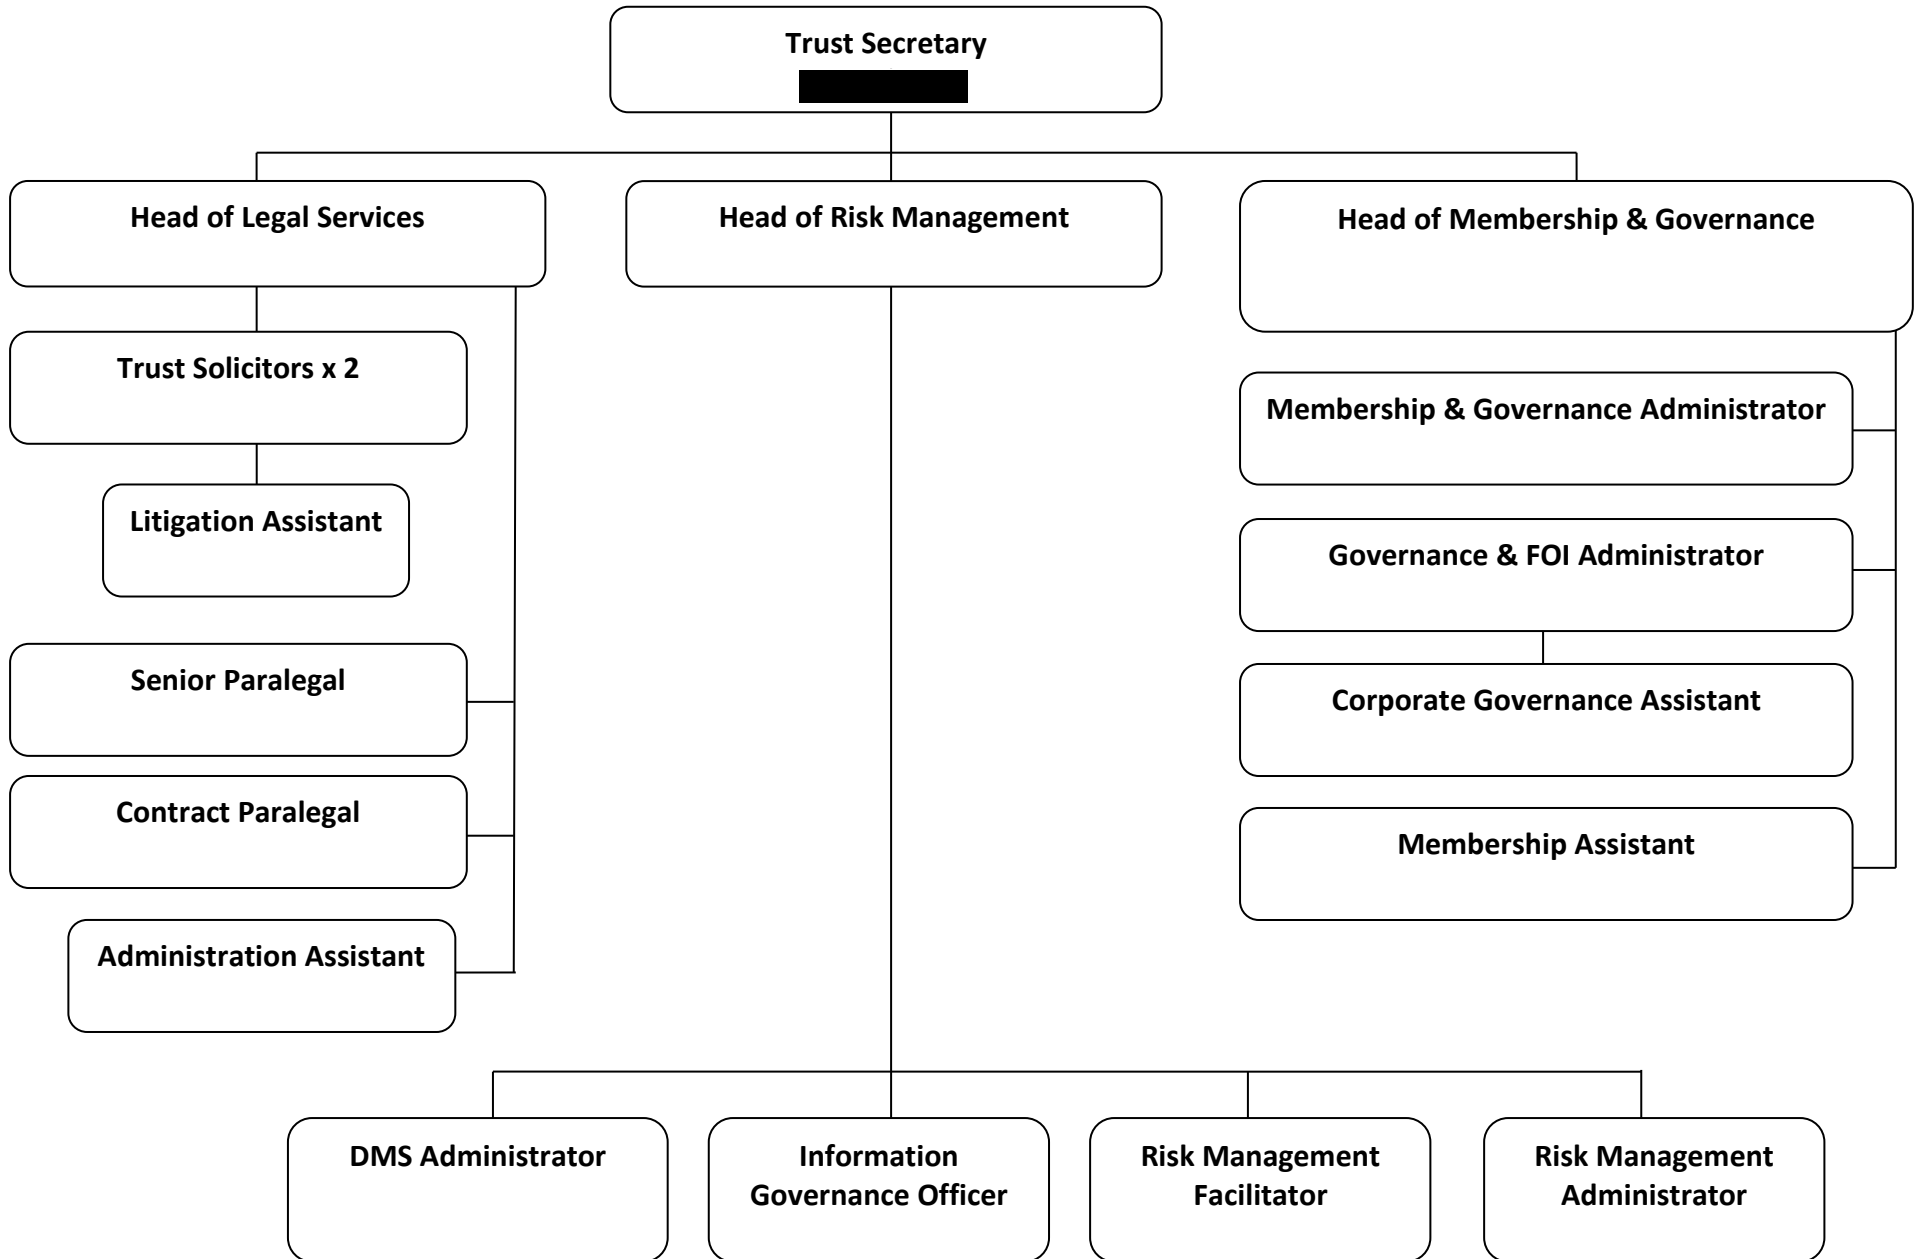 Trust Secretary
Head of Legal Services
Head of Risk Management
Head of Membership & Governance
Trust Solicitors x 2
Litigation Assistant
Senior Paralegal
Contract Paralegal
Administration Assistant
Membership & Governance Administrator
Governance & FOI Administrator
Corporate Governance Assistant
Membership Assistant
DMS Administrator
Information
Governance Officer
Risk Management
Facilitator
Risk Management
Administrator